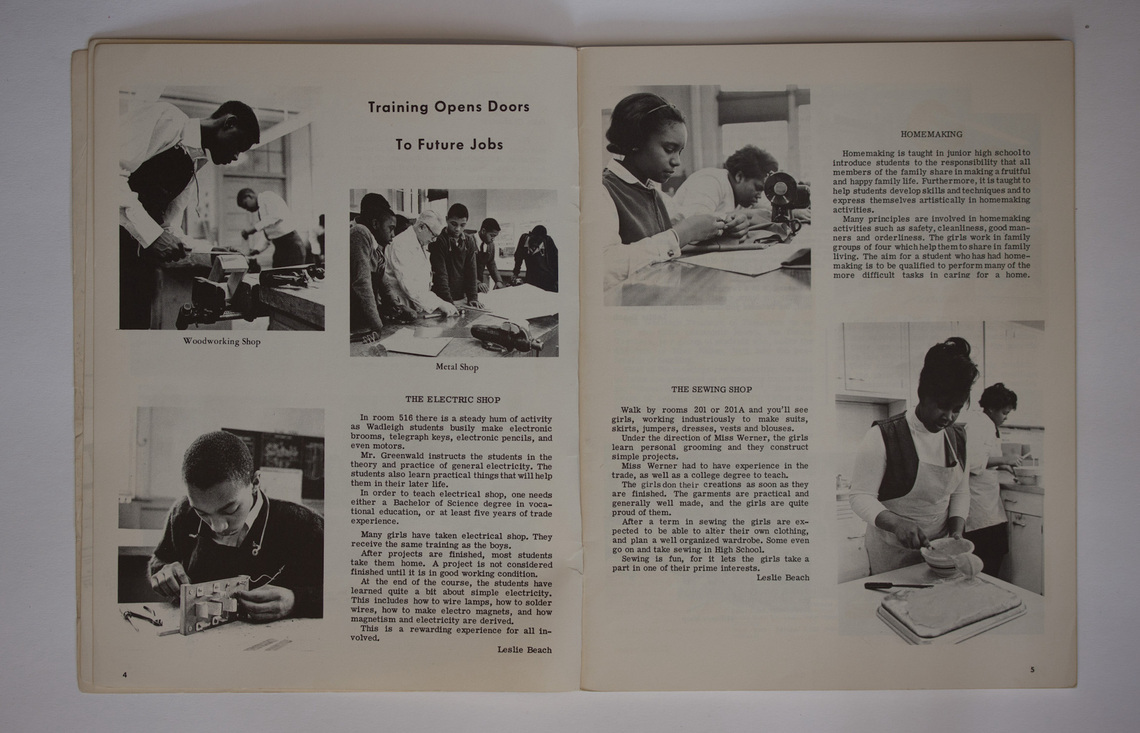 Training Opens Doors
To Future Jobs
Woodworking Shop
Metal Shop
THE ELECTRIC SHOP
In room 516 there is a steady hum of activity
as Wadleigh students busily make electronic
brooms, telegraph keys, electronic pencils, and
even motors.
Mr. Greenwald instructs the students in the
theory and practice of general electricity. The
students also learn practical things that will help
them in their later life.
In order to teach electrical shop, one needs
either a Bachelor of Science degree in voca-
tional education, or at least five years of trade
experience.
Many girls have taken electrical shop. They
receive the same training as the boys.
After projects are finished, most students
take them home. A project is not considered
finished until it is in good working condition.
At the end of the course, the students have
learned quite a bit about simple electricity.
This includes how to wire lamps, how to solder
wires, how to make electro magnets, and how
magnetism and electricity are derived.
This is a rewarding experience for all in-
volved.
Leslie Beach
4
THE SEWING SHOP
Walk by rooms 201 or 201A and you'll see
girls, working industriously to make suits,
skirts, jumpers, dresses, vests and blouses.
Under the direction of Miss Werner, the girls
learn personal grooming and they construct
simple projects.
Miss Werner had to have experience in the
trade, as well as a college degree to teach.
The girls don their creations as soon as they
are finished. The garments are practical and
generally well made, and the girls are quite
proud of them.
After a term in sewing the girls are ex-
pected to be able to alter their own clothing,
and plan a well organized wardrobe. Some even
go on and take sewing in High School.
Sewing is fun, for it lets the girls take a
part in one of their prime interests.
Leslie Beach
HOMEMAKING
Homemaking is taught in junior high school to
introduce students to the responsibility that all
members of the family share in making a fruitful
and happy family life. Furthermore, it is taught to
help students develop skills and techniques and to
express themselves artistically in homemaking
activities.
Many principles are involved in homemaking
activities such as safety, cleanliness, good man-
ners and orderliness. The girls work in family
groups of four which help them to share in family
living. The aim for a student who has had home-
making is to be qualified to perform many of the
more difficult tasks in caring for a home.
5